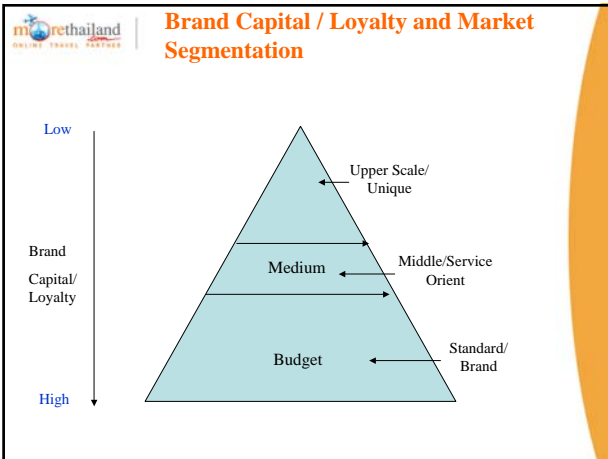 morethailand
.com
ONLINE TRAVEL PARTNER
Brand Capital / Loyalty and Market
Segmentation
Low
Upper Scale/
Unique
Brand
Capital/
Loyalty
Medium
Middle/Service
Orient
Budget
Standard/
Brand
High